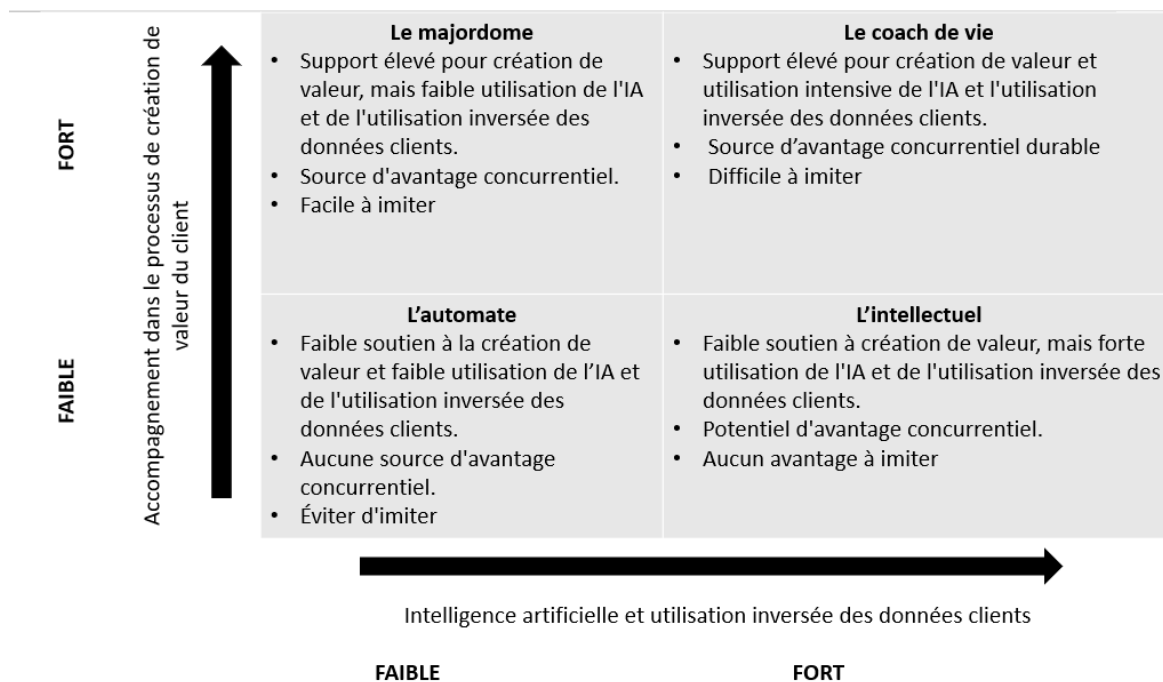 Accompagnement dans le processus de création de
valeur du client
FORT
FAIBLE
Le majordome
• Support élevé pour création de
valeur, mais faible utilisation de l'IA
et de l'utilisation inversée des
données clients.
• Source d'avantage concurrentiel.
• Facile à imiter
Le coach de vie
• Support élevé pour création de valeur et
utilisation intensive de l'IA et l'utilisation
inversée des données clients.
• Source d’avantage concurrentiel durable
• Difficile à imiter
L’automate
• Faible soutien à la création de
valeur et faible utilisation de l’IA et
de l'utilisation inversée des
données clients.
• Aucune source d'avantage
concurrentiel.
• Éviter d'imiter
L’intellectuel
• Faible soutien à création de valeur, mais forte
utilisation de l'IA et de l'utilisation inversée des
données clients.
• Potentiel d'avantage concurrentiel.
• Aucun avantage à imiter
Intelligence artificielle et utilisation inversée des données clients
FAIBLE
FORT